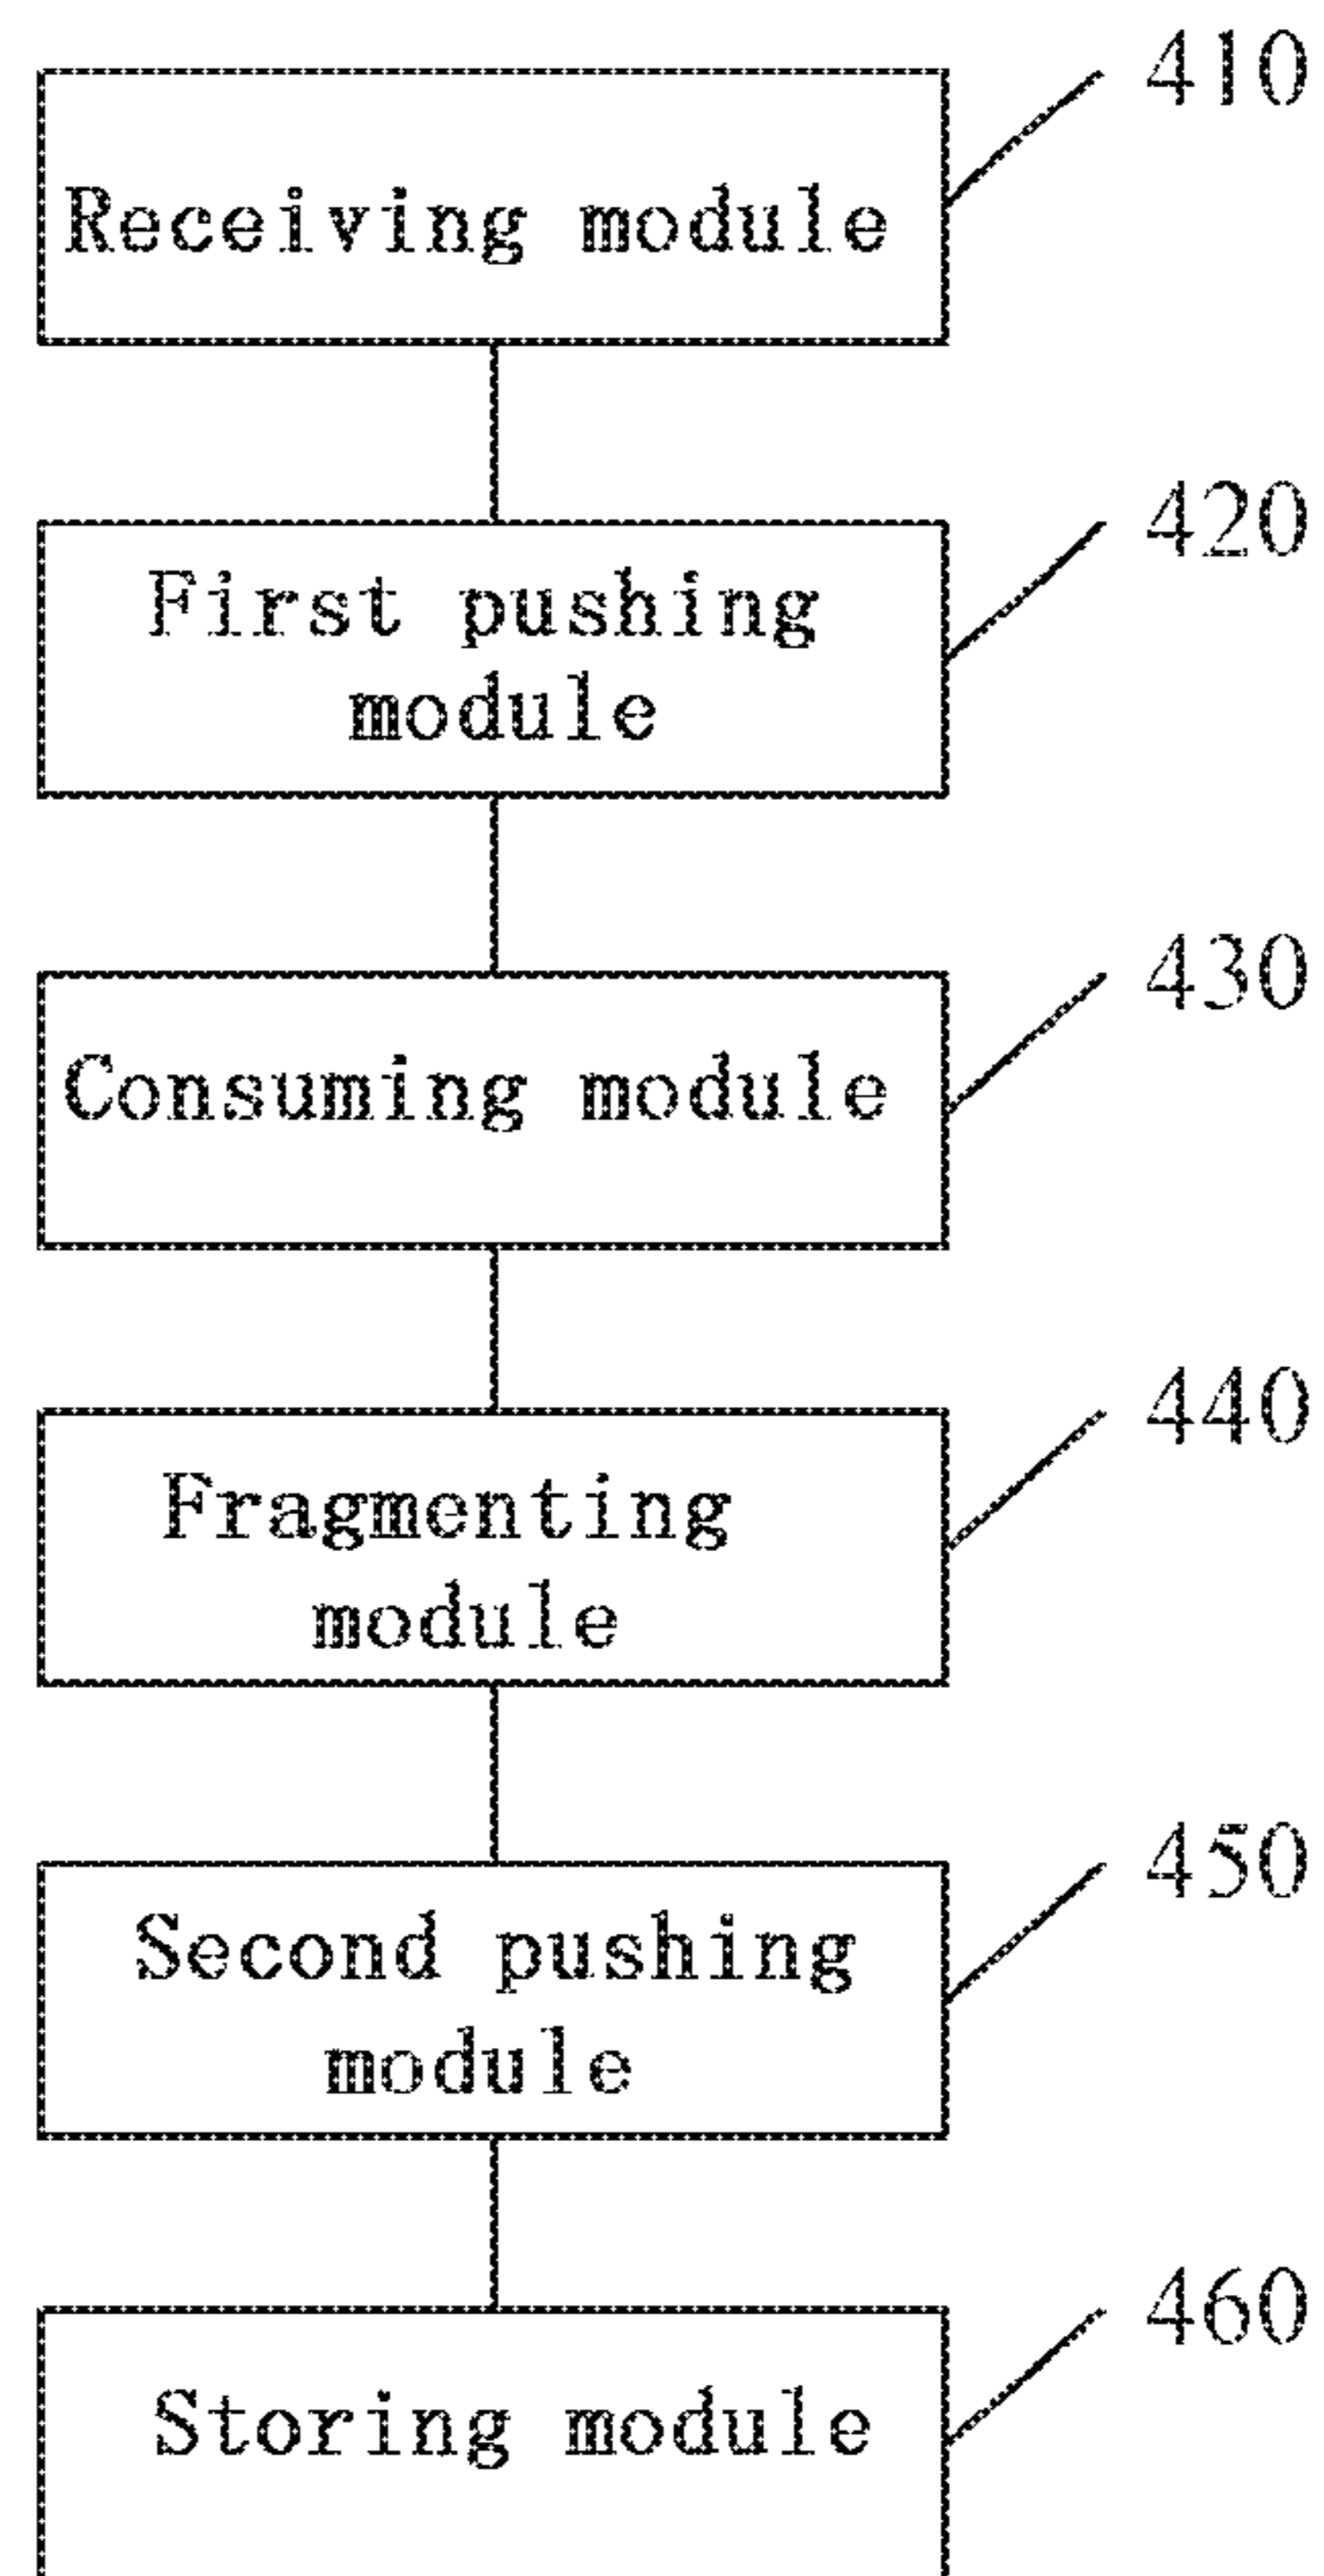 410
Receiving module
420
First pushing
module
430
Consuming module
440
Fragmenting
module
450
Second pushing
module
460
Storing module